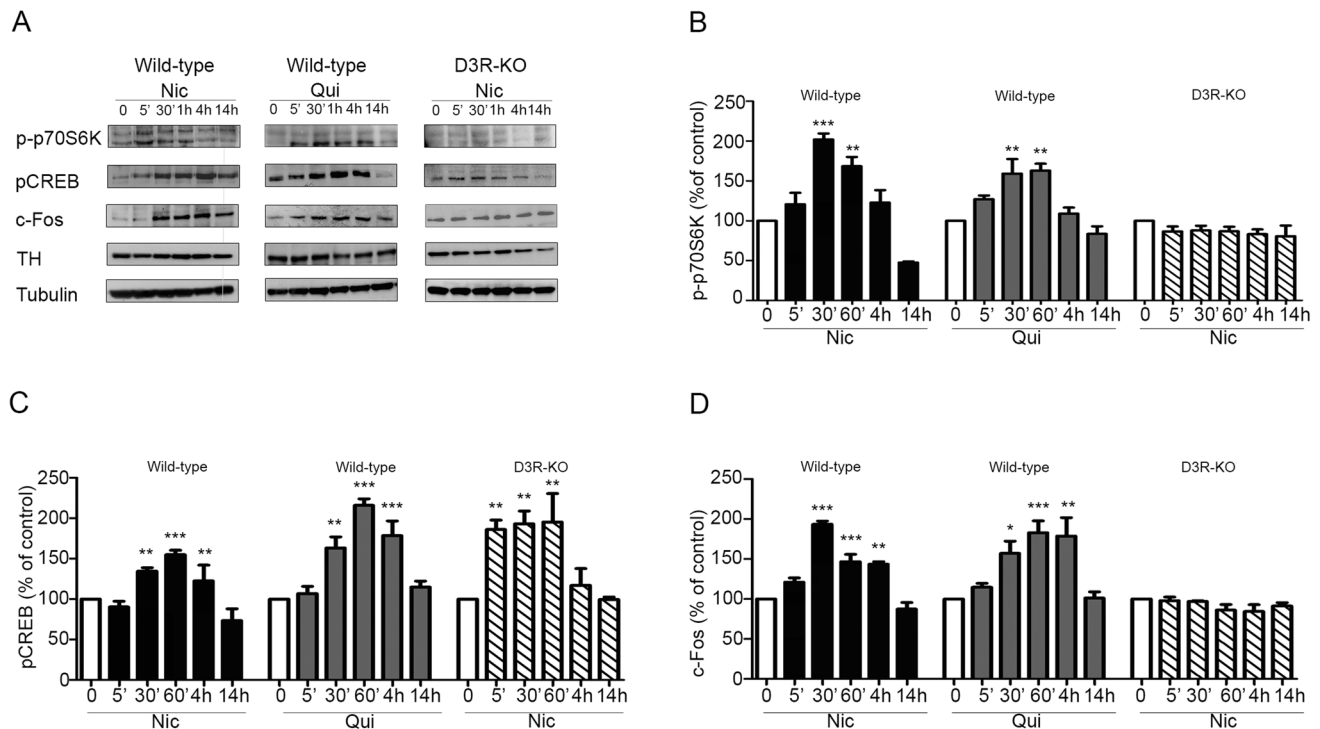 A
Wild-type Wild-type D3R-KO
Nic Qui Nic
0 5' 30' 1h 4h 14h 0 5' 30' 1h 4h 14h 0 5' 30' 1h 4h 14h
p-p70S6K
pCREB
c-Fos
TH
Tubulin
B
Wild-type Wild-type D3R-KO
p-p70S6K (% of control)
250
200
150
100
50
0
*** ** ** **
0 5' 30' 60' 4h 14h 0 5' 30' 60' 4h 14h 0 5' 30' 60' 4h 14h
Nic Qui Nic
C
Wild-type Wild-type D3R-KO
pCREB (% of control)
250
200
150
100
50
0
** *** ** ** *** *** ** ** **
0 5' 30' 60' 4h 14h 0 5' 30' 60' 4h 14h 0 5' 30' 60' 4h 14h
Nic Qui Nic
D
Wild-type Wild-type D3R-KO
c-Fos (% of control)
250
200
150
100
50
0
*** *** ** * *** **
0 5' 30' 60' 4h 14h 0 5' 30' 60' 4h 14h 0 5' 30' 60' 4h 14h
Nic Qui Nic